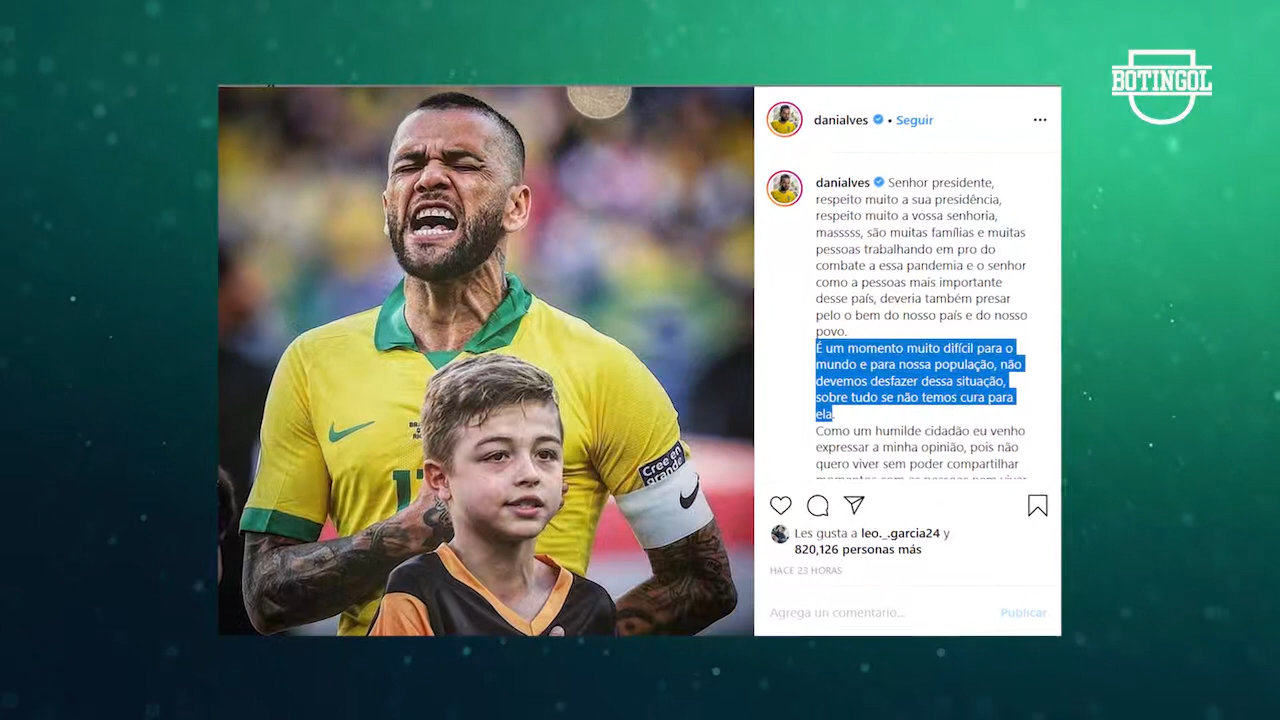 BOTINGOL
Cree en
grande
danialves • Seguir
danialves Senhor presidente,
respeito muito a sua presidência,
respeito muito a vossa senhoria,
masssss, são muitas famílias e muitas
pessoas trabalhando em pro do
combate a essa pandemia e o senhor
como a pessoas mais importante
desse país, deveria também presar
pelo o bem do nosso país e do nosso
povo.
É um momento muito difícil para o
mundo e para nossa população, não
devemos desfazer dessa situação,
sobre tudo se não temos cura para
ela.
Como um humilde cidadão eu venho
expressar a minha opinião, pois não
quero viver sem poder compartilhar
Les gusta a leo._.garcia24 y
820,126 personas más
HACE 23 HORAS
Agrega un comentario...
Publicar